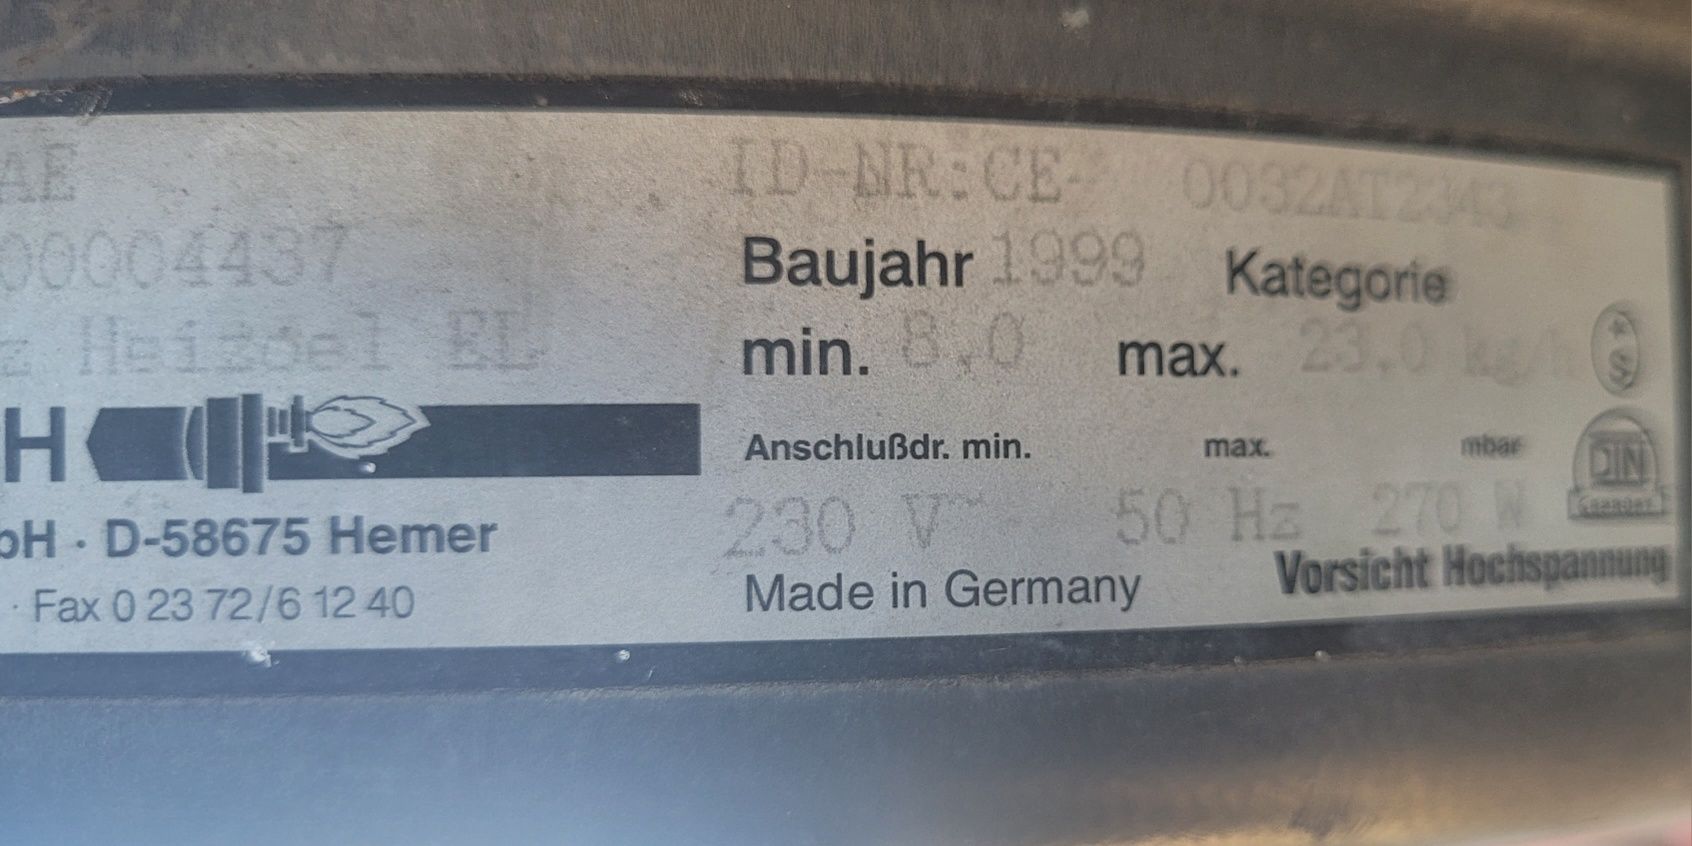 AE
00004437
z Heizoel EL
H
bH · D-58675 Hemer
· Fax 0 23 72/6 12 40
ID-NR:CE- 0032AT2343
Baujahr 1999 Kategorie
min. 8,0 max. 23,0 kg/
Anschlußdr. min. max. mbar
DIN
230 V~ 50 Hz 270 W
Made in Germany Vorsicht Hochspannung